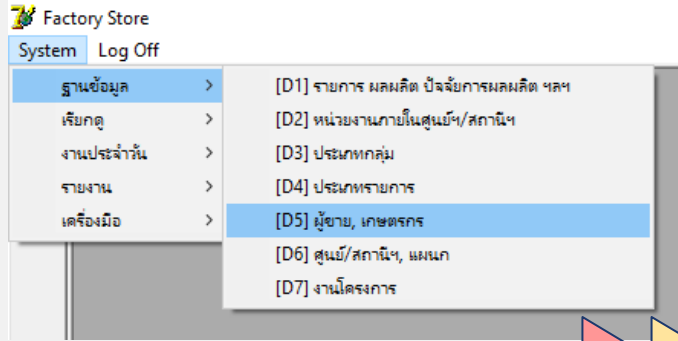 Factory Store
System Log Off
ฐานข้อมูล
เรียกดู
งานประจำวัน
รายงาน
เครื่องมือ
[D1] รายการ ผลผลิต ปัจจัยการผลผลิต ฯลฯ
[D2] หน่วยงานภายในศูนย์ฯ/สถานีฯ
[D3] ประเภทกลุ่ม
[D4] ประเภทรายการ
[D5] ผู้ขาย, เกษตรกร
[D6] ศูนย์/สถานีฯ, แผนก
[D7] งานโครงการ